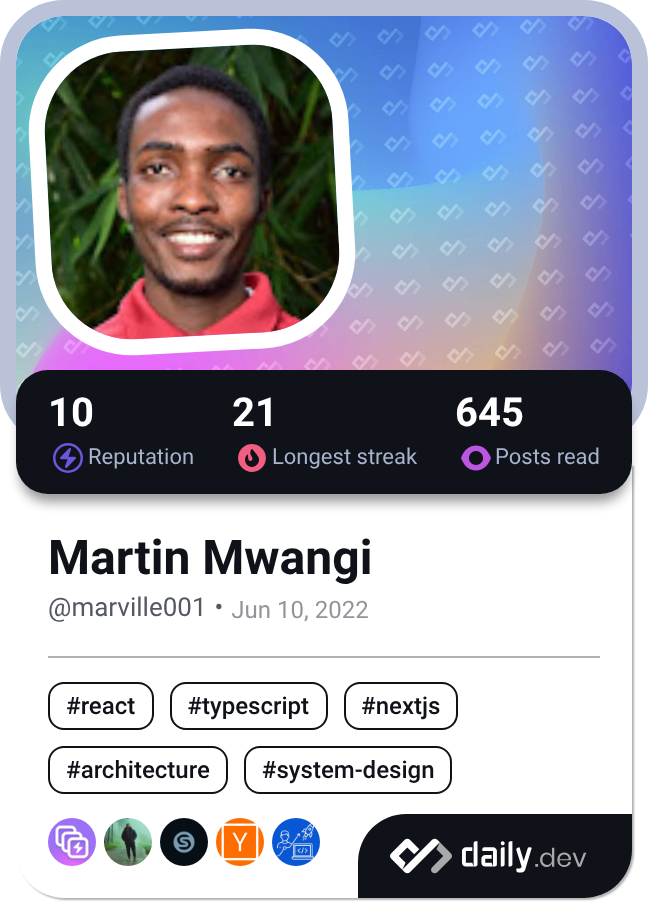 10 21 645
Reputation Longest streak Posts read
Martin Mwangi
@marville001 • Jun 10, 2022
#react #typescript #nextjs
#architecture #system-design
S Y
daily.dev